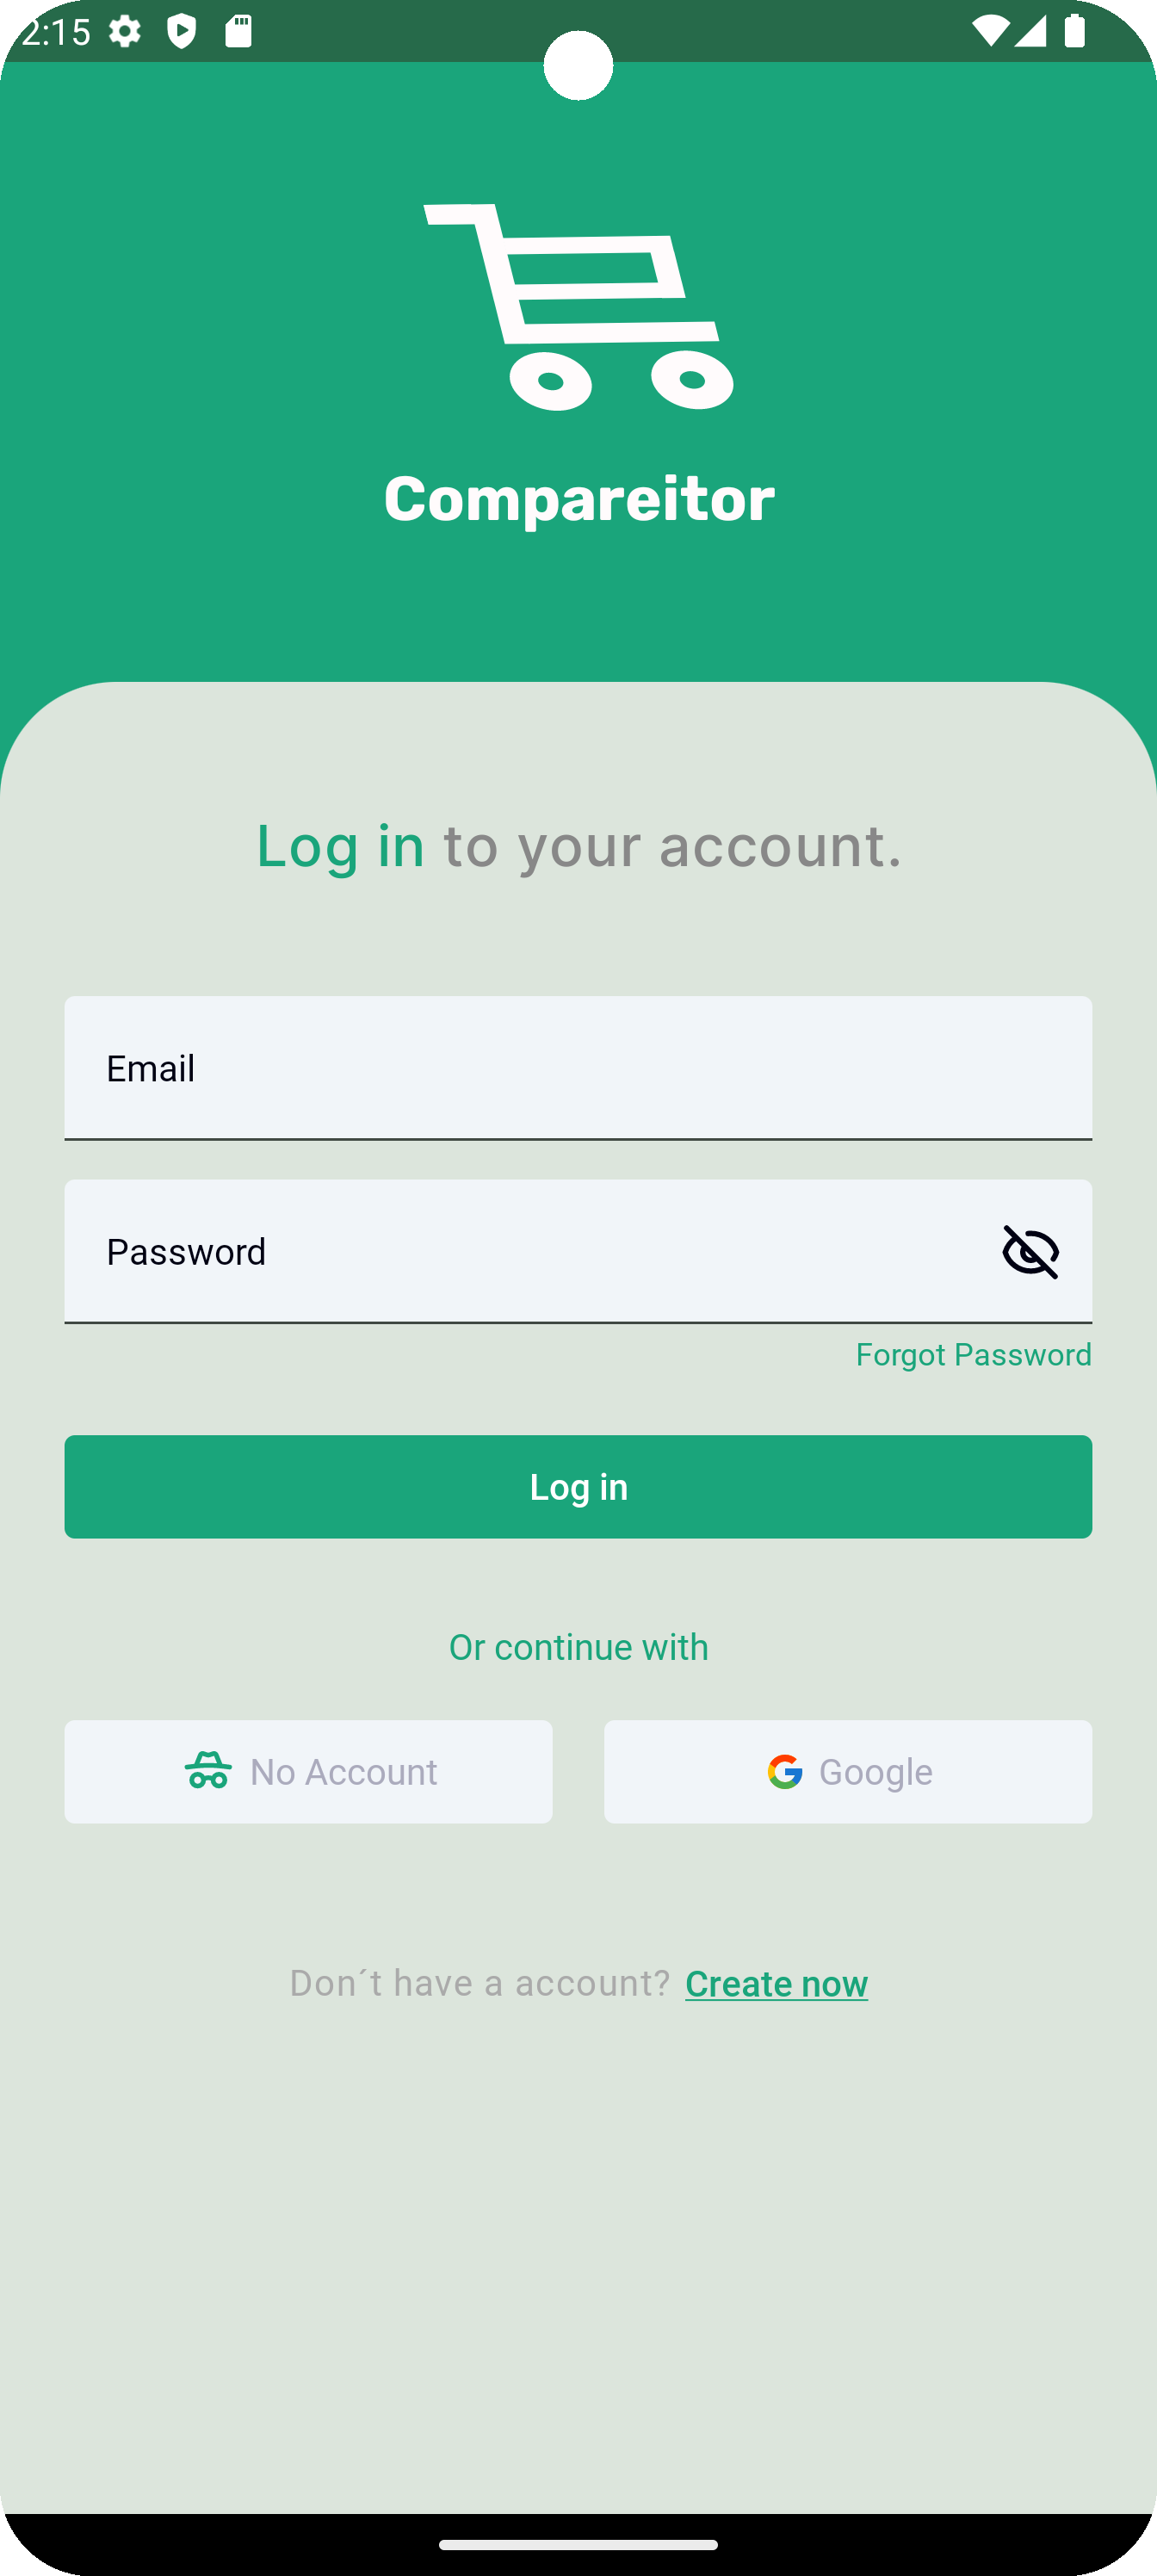 2:15
Compareitor
Log in to your account.
Email
Password
Forgot Password
Log in
Or continue with
No Account
Google
Don´t have a account? Create now